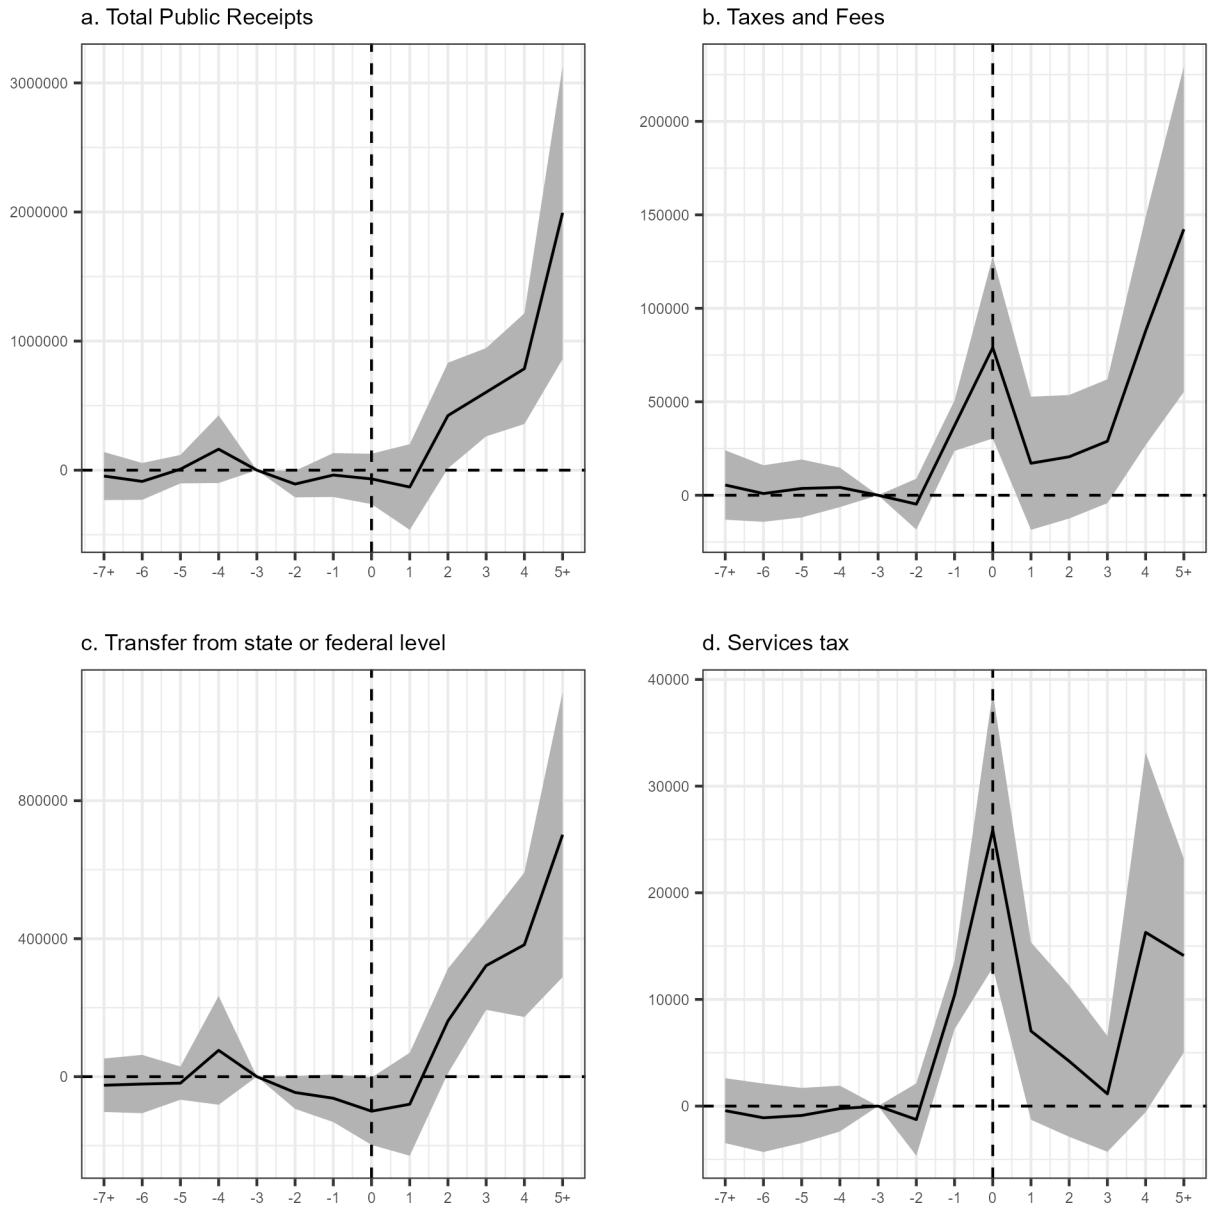 a. Total Public Receipts
3000000
2000000
1000000
0
-7+ -6 -5 -4 -3 -2 -1 0 1 2 3 4 5+
b. Taxes and Fees
200000
150000
100000
50000
0
-7+ -6 -5 -4 -3 -2 -1 0 1 2 3 4 5+
c. Transfer from state or federal level
800000
400000
0
-7+ -6 -5 -4 -3 -2 -1 0 1 2 3 4 5+
d. Services tax
40000
30000
20000
10000
0
-7+ -6 -5 -4 -3 -2 -1 0 1 2 3 4 5+